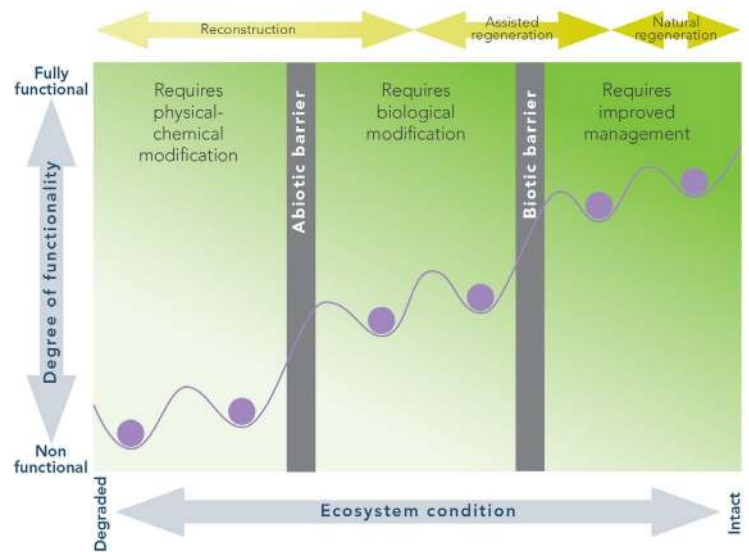 Reconstruction
Assisted
regeneration
Natural
regeneration
Fully
functional
Requires
physical-
chemical
modification
Abiotic barrier
Requires
biological
modification
Biotic barrier
Requires
improved
management
Degree of functionality
Non
functional
Degraded
Ecosystem condition
Intact